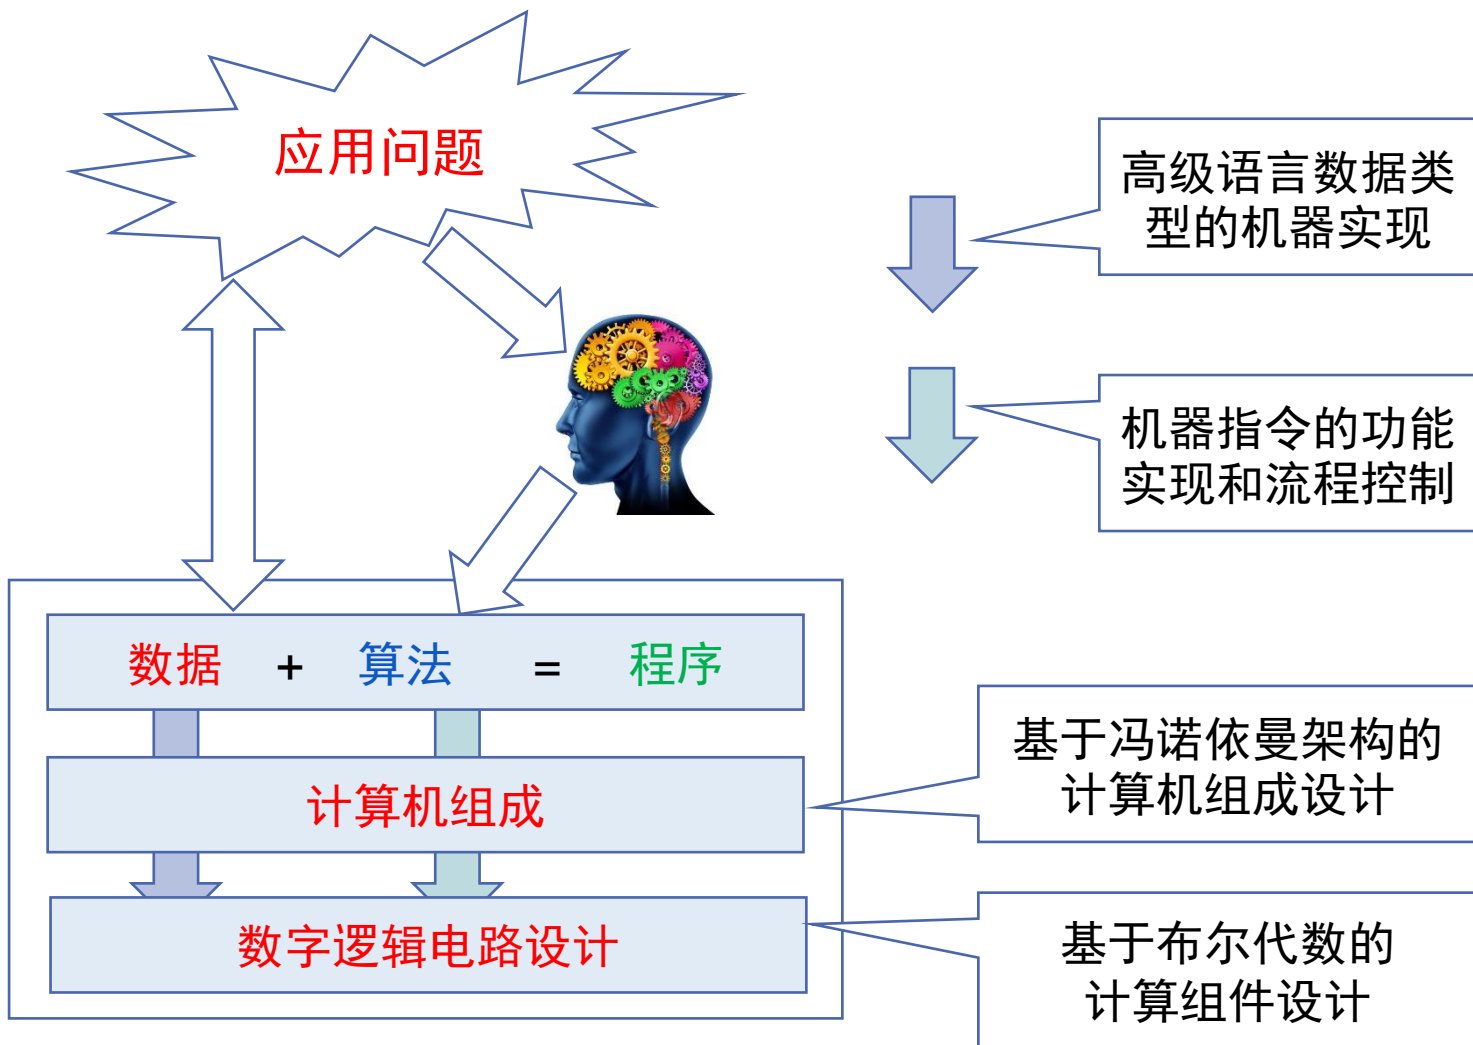 应用问题
高级语言数据类
型的机器实现
机器指令的功能
实现和流程控制
数据 + 算法 = 程序
计算机组成
基于冯诺依曼架构的
计算机组成设计
数字逻辑电路设计
基于布尔代数的
计算组件设计